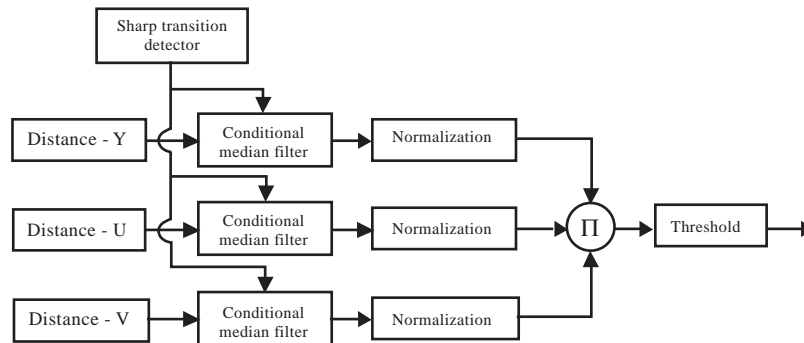 Sharp transition
detector
Distance - Y
Conditional
median filter
Normalization
Distance - U
Conditional
median filter
Normalization
Π
Threshold
Distance - V
Conditional
median filter
Normalization